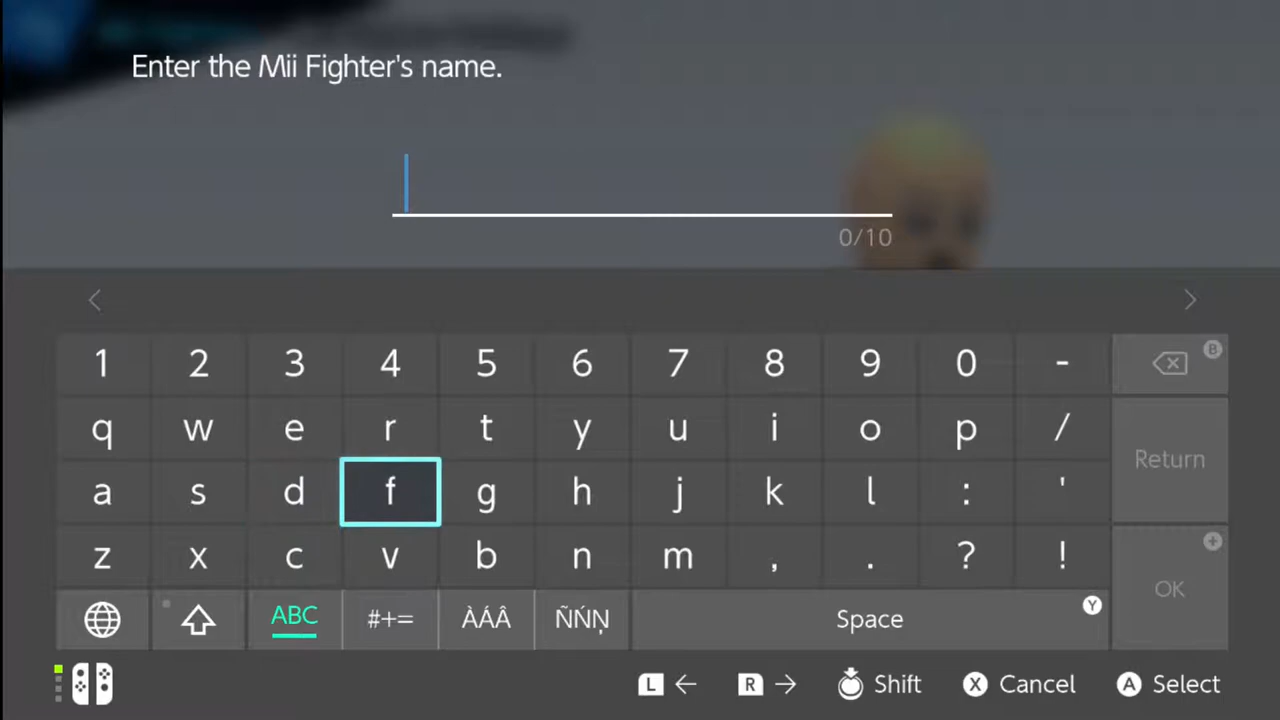 Enter the Mii Fighter's name.
0/10
1 2 3 4 5 6 7 8 9 0 - B
q w e r t y u i o p / Return
a s d f g h j k l : '
z x c v b n m , . ? ! + OK
ABC #+= ÀÁÂ ÑŃŅ Space Y
L ← R → Shift X Cancel A Select